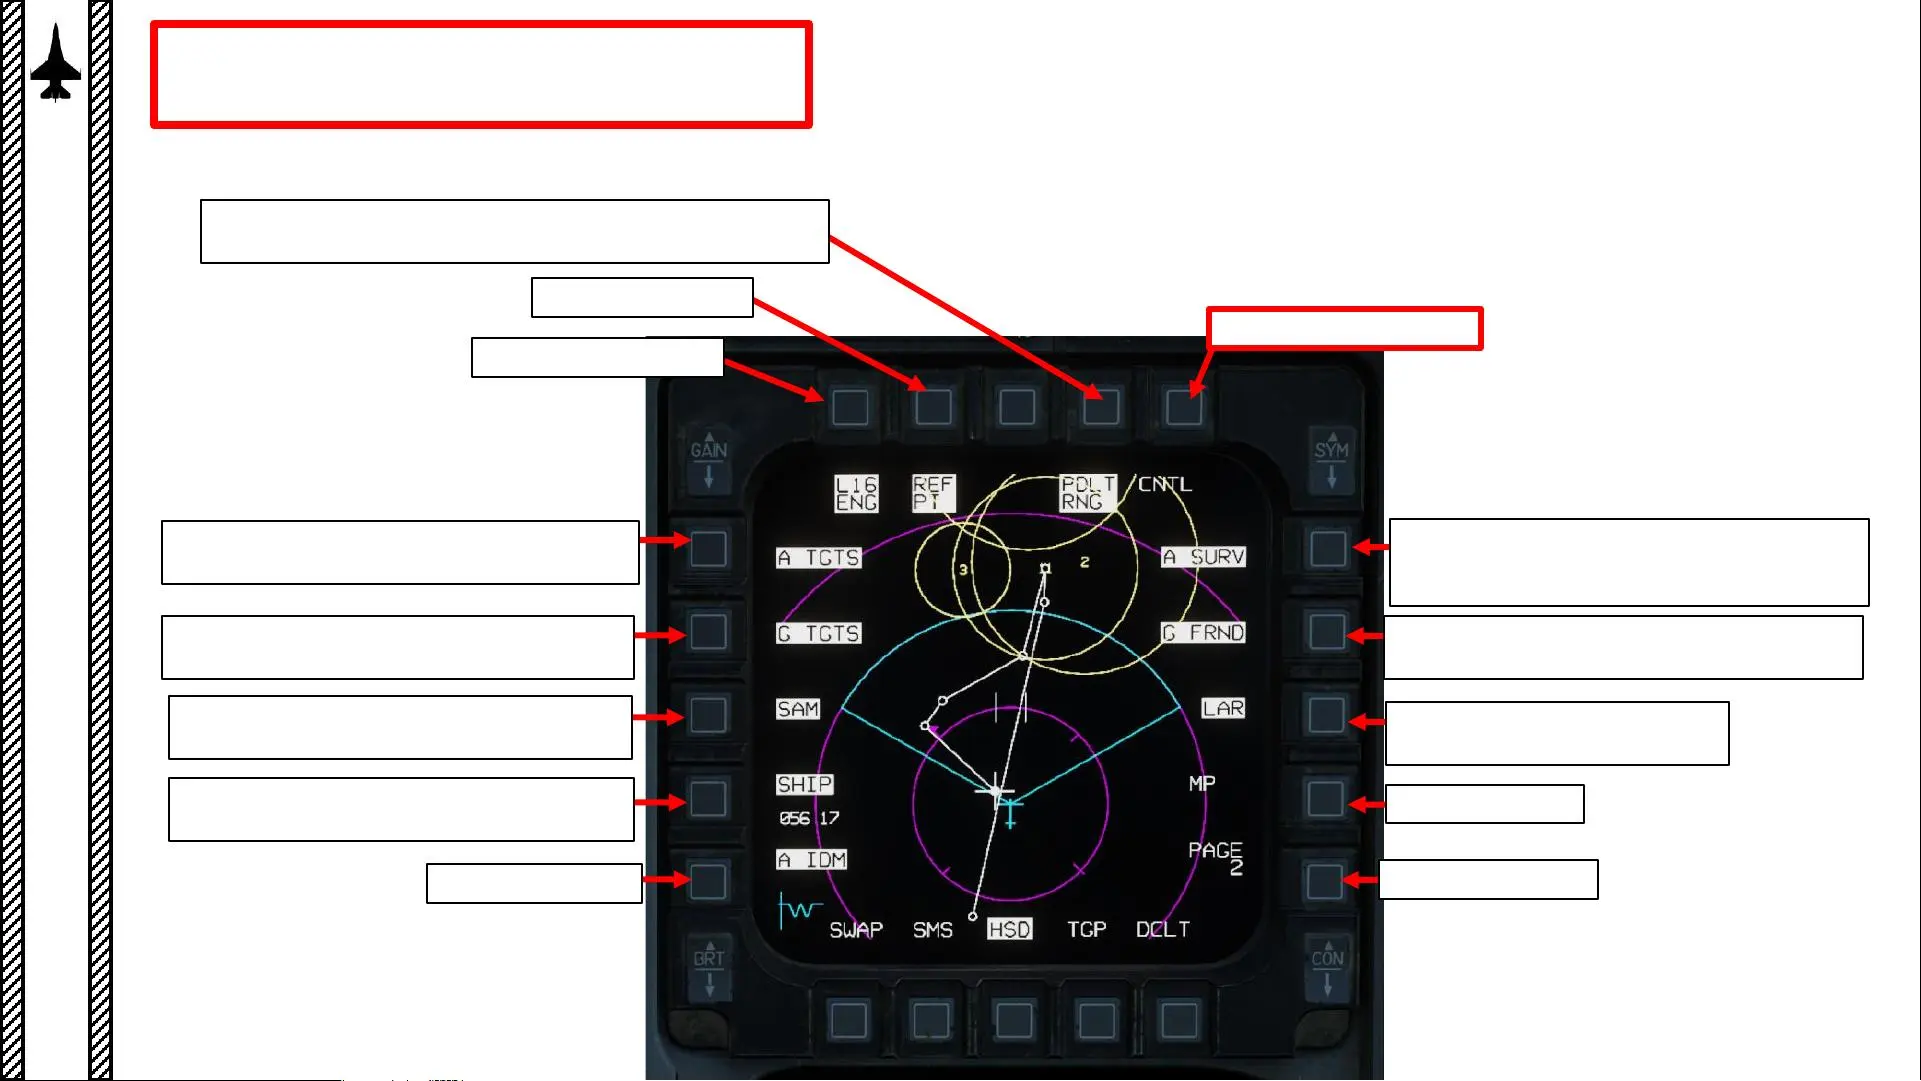 GAIN
SYM
L16 ENG
REF PT
PDLT RNG
CNTL
A TGTS
3
2
A SURV
G TGTS
G FRND
SAM
LAR
SHIP
MP
056 17
PAGE 2
A IDM
SWAP
SMS
HSD
TGP
DCLT
BRT
CON